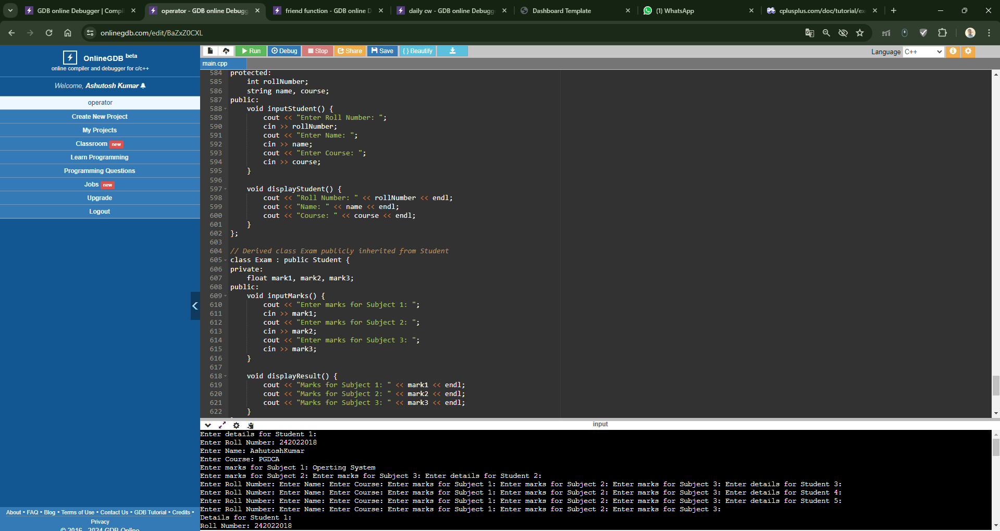 GDB online Debugger | Compil
operator - GDB online Debugg
friend function - GDB online D
daily cw - GDB online Debugg
Dashboard Template
(1) WhatsApp
cplusplus.com/doc/tutorial/ex
onlinegdb.com/edit/BaZxZ0CXL
OnlineGDB beta
online compiler and debugger for c/c++
Welcome, Ashutosh Kumar
operator
Create New Project
My Projects
Classroom new
Learn Programming
Programming Questions
Jobs new
Upgrade
Logout
About • FAQ • Blog • Terms of Use • Contact Us • GDB Tutorial • Credits •
Privacy
© 2016 - 2024 GDB Online
Run Debug Stop Share Save { } Beautify
Language C++
main.cpp
584 protected:
585 int rollNumber;
586 string name, course;
587 public:
588 void inputStudent() {
589 cout << "Enter Roll Number: ";
590 cin >> rollNumber;
591 cout << "Enter Name: ";
592 cin >> name;
593 cout << "Enter Course: ";
594 cin >> course;
595 }
596
597 void displayStudent() {
598 cout << "Roll Number: " << rollNumber << endl;
599 cout << "Name: " << name << endl;
600 cout << "Course: " << course << endl;
601 }
602 };
603
604 // Derived class Exam publicly inherited from Student
605 class Exam : public Student {
606 private:
607 float mark1, mark2, mark3;
608 public:
609 void inputMarks() {
610 cout << "Enter marks for Subject 1: ";
611 cin >> mark1;
612 cout << "Enter marks for Subject 2: ";
613 cin >> mark2;
614 cout << "Enter marks for Subject 3: ";
615 cin >> mark3;
616 }
617
618 void displayResult() {
619 cout << "Marks for Subject 1: " << mark1 << endl;
620 cout << "Marks for Subject 2: " << mark2 << endl;
621 cout << "Marks for Subject 3: " << mark3 << endl;
622 }
input
Enter details for Student 1:
Enter Roll Number: 242022018
Enter Name: AshutoshKumar
Enter Course: PGDCA
Enter marks for Subject 1: Operting System
Enter marks for Subject 2: Enter marks for Subject 3: Enter details for Student 2:
Enter Roll Number: Enter Name: Enter Course: Enter marks for Subject 1: Enter marks for Subject 2: Enter marks for Subject 3: Enter details for Student 3:
Enter Roll Number: Enter Name: Enter Course: Enter marks for Subject 1: Enter marks for Subject 2: Enter marks for Subject 3: Enter details for Student 4:
Enter Roll Number: Enter Name: Enter Course: Enter marks for Subject 1: Enter marks for Subject 2: Enter marks for Subject 3: Enter details for Student 5:
Enter Roll Number: Enter Name: Enter Course: Enter marks for Subject 1: Enter marks for Subject 2: Enter marks for Subject 3:
Details for Student 1:
Roll Number: 242022018